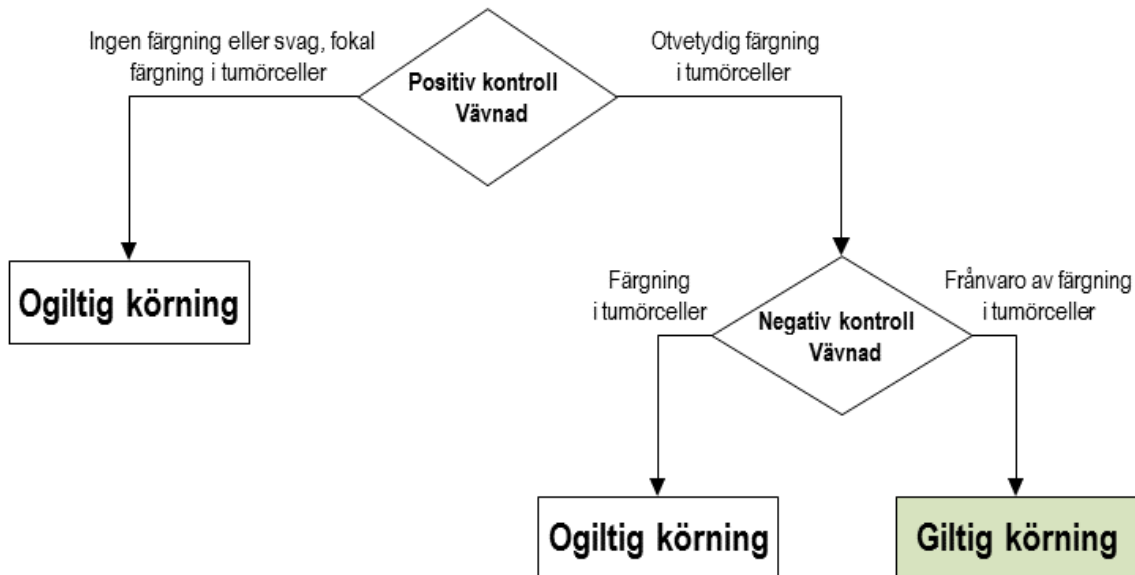 Ingen färgning eller svag, fokal
färgning i tumörceller
Positiv kontroll
Vävnad
Otvetydig färgning
i tumörceller
Ogiltig körning
Färgning
i tumörceller
Negativ kontroll
Vävnad
Frånvaro av färgning
i tumörceller
Ogiltig körning
Giltig körning